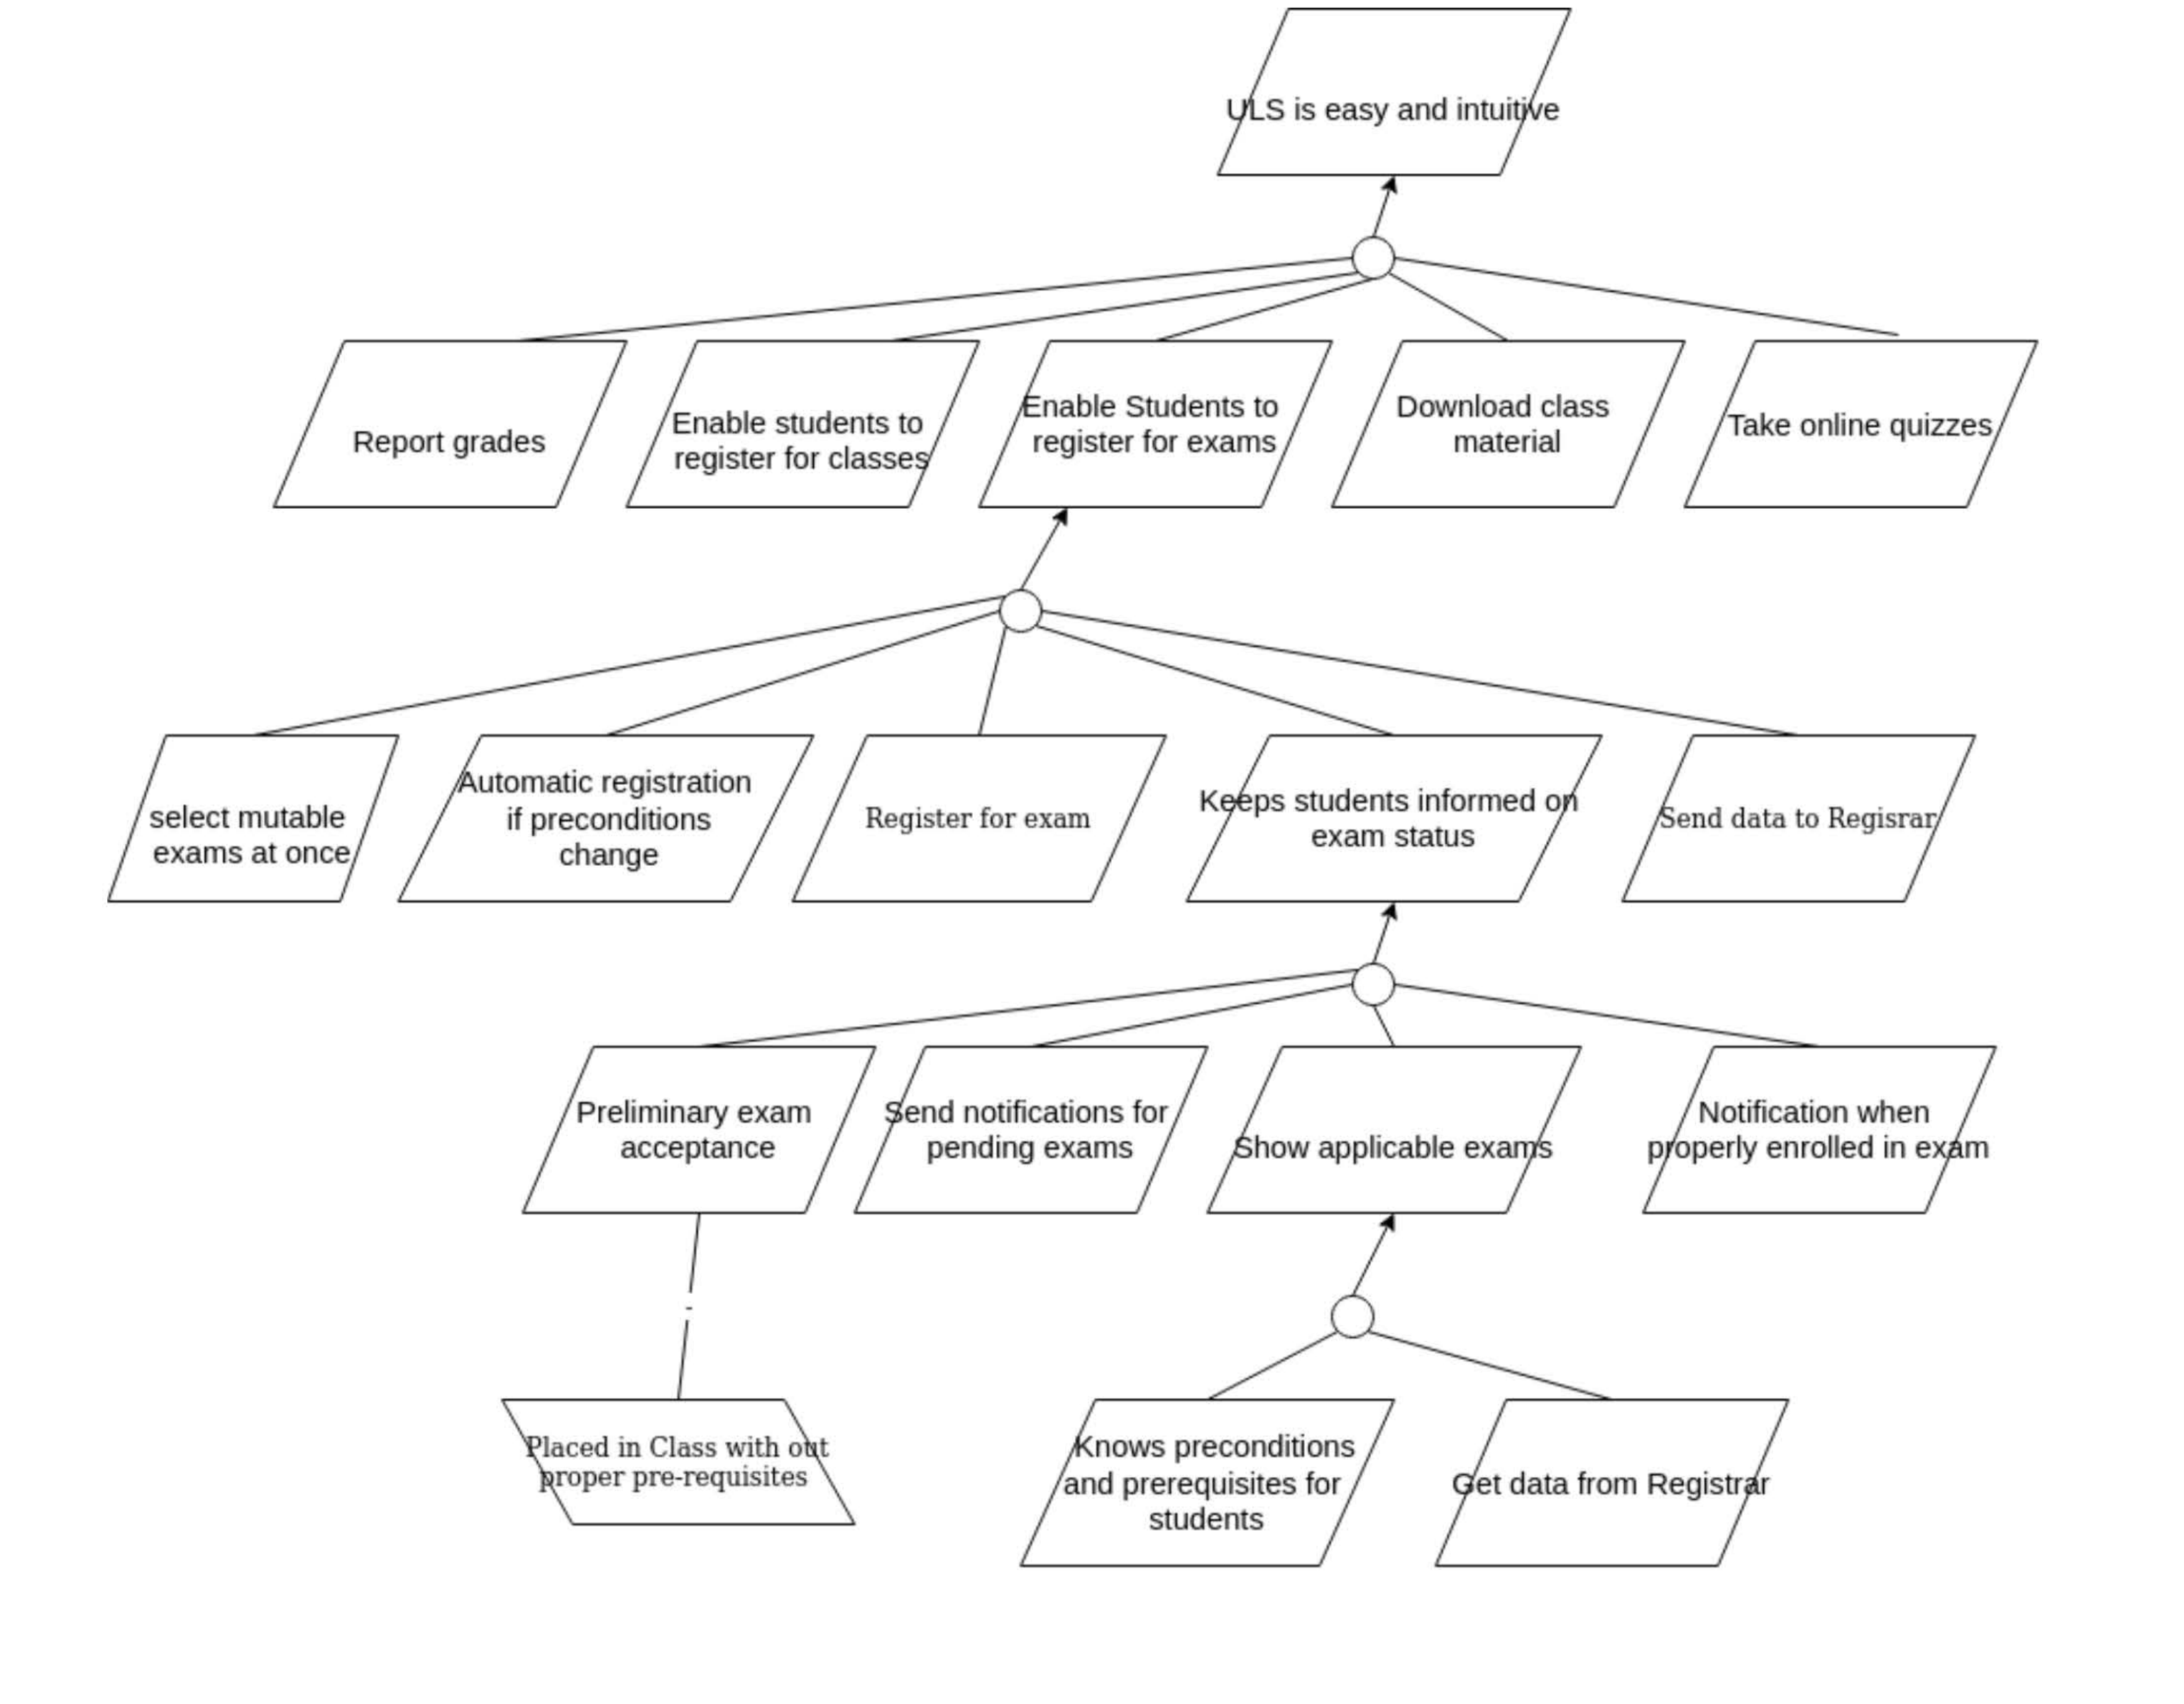 ULS is easy and intuitive
Report grades
Enable students to
register for classes
Enable Students to
register for exams
Download class
material
Take online quizzes
select mutable
exams at once
Automatic registration
if preconditions
change
Register for exam
Keeps students informed on
exam status
Send data to Regisrar
Preliminary exam
acceptance
Send notifications for
pending exams
Show applicable exams
Notification when
properly enrolled in exam
-
Placed in Class with out
proper pre-requisites
Knows preconditions
and prerequisites for
students
Get data from Registrar